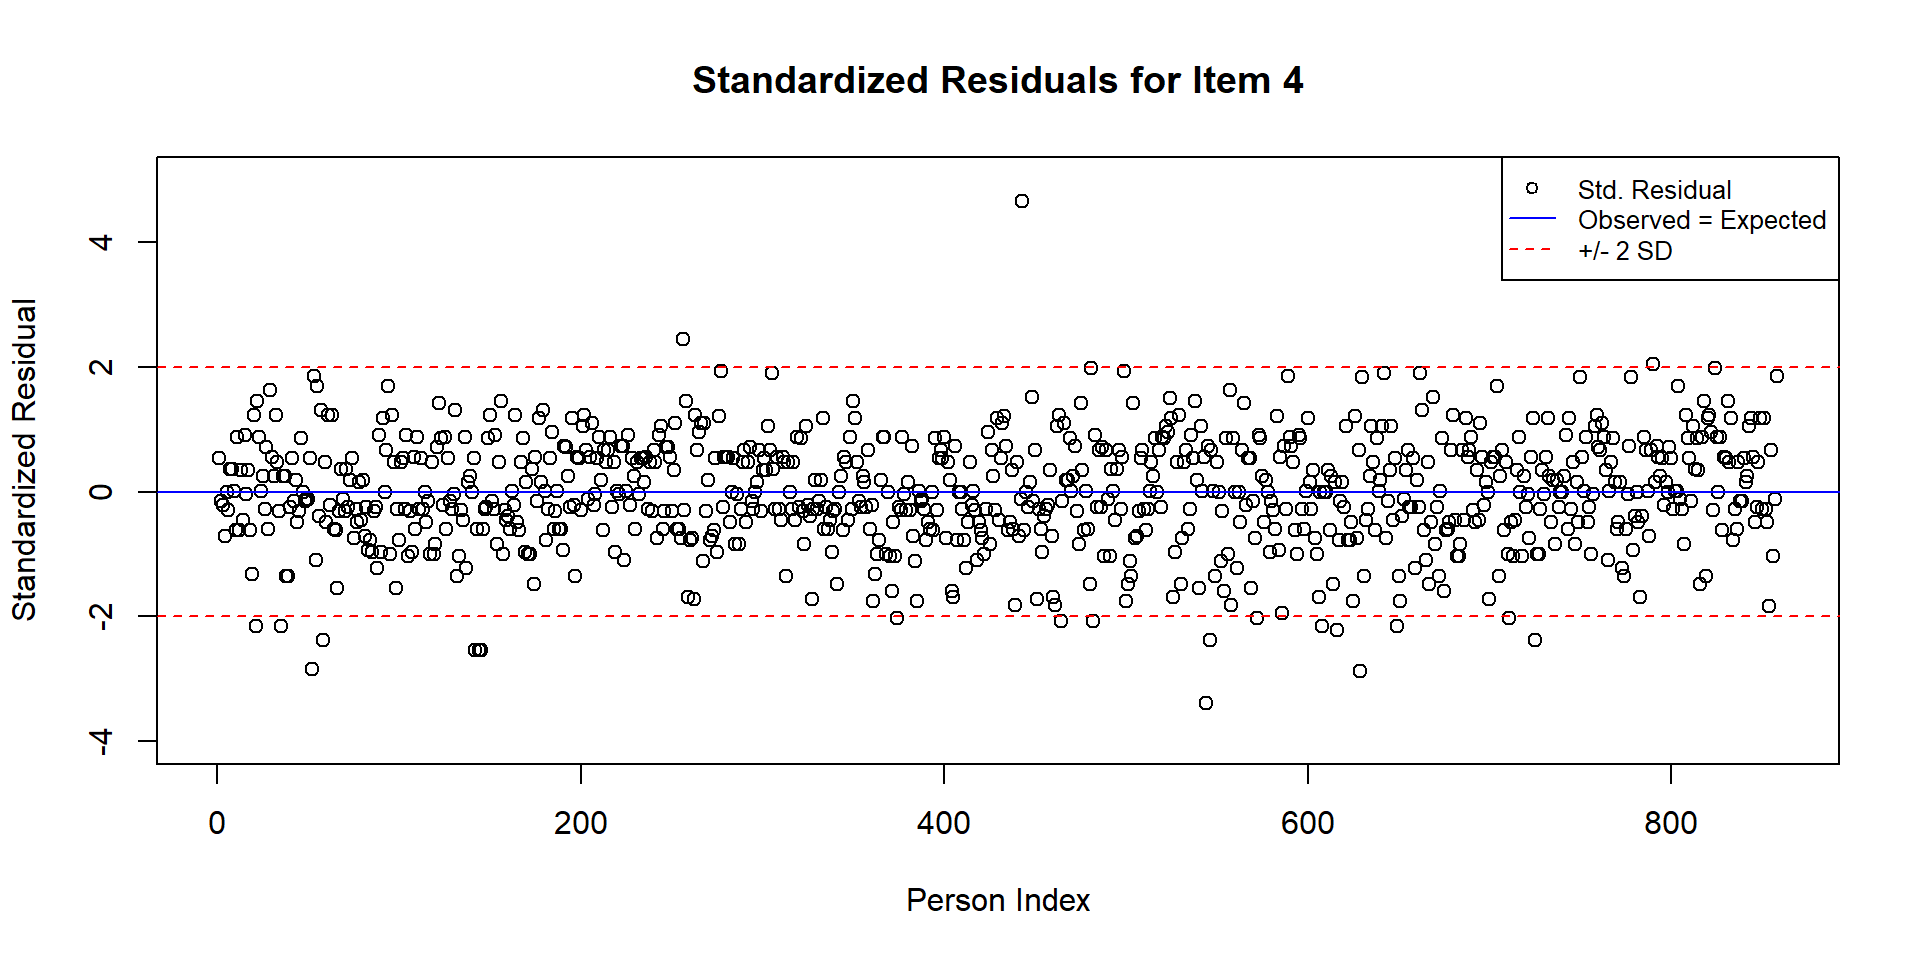 Standardized Residuals for Item 4
Std. Residual
Observed = Expected
+/- 2 SD
Standardized Residual
4
2
0
-2
-4
0 200 400 600 800
Person Index